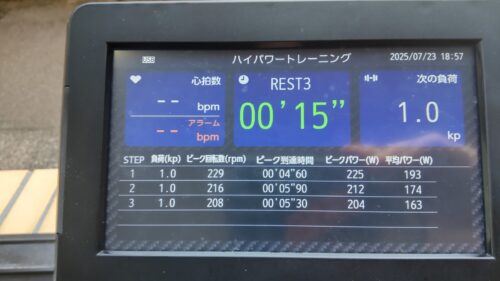 USB ハイパワートレーニング 2025/07/23 18:57
心拍数 REST3 次の負荷
-- bpm 00'15” 1.0 kp
アラーム
-- bpm
STEP 負荷(kp) ピーク回転数(rpm) ピーク到達時間 ピークパワー(W) 平均パワー(W)
1 1.0 229 00'04”60 225 193
2 1.0 216 00'05”90 212 174
3 1.0 208 00'05”30 204 163